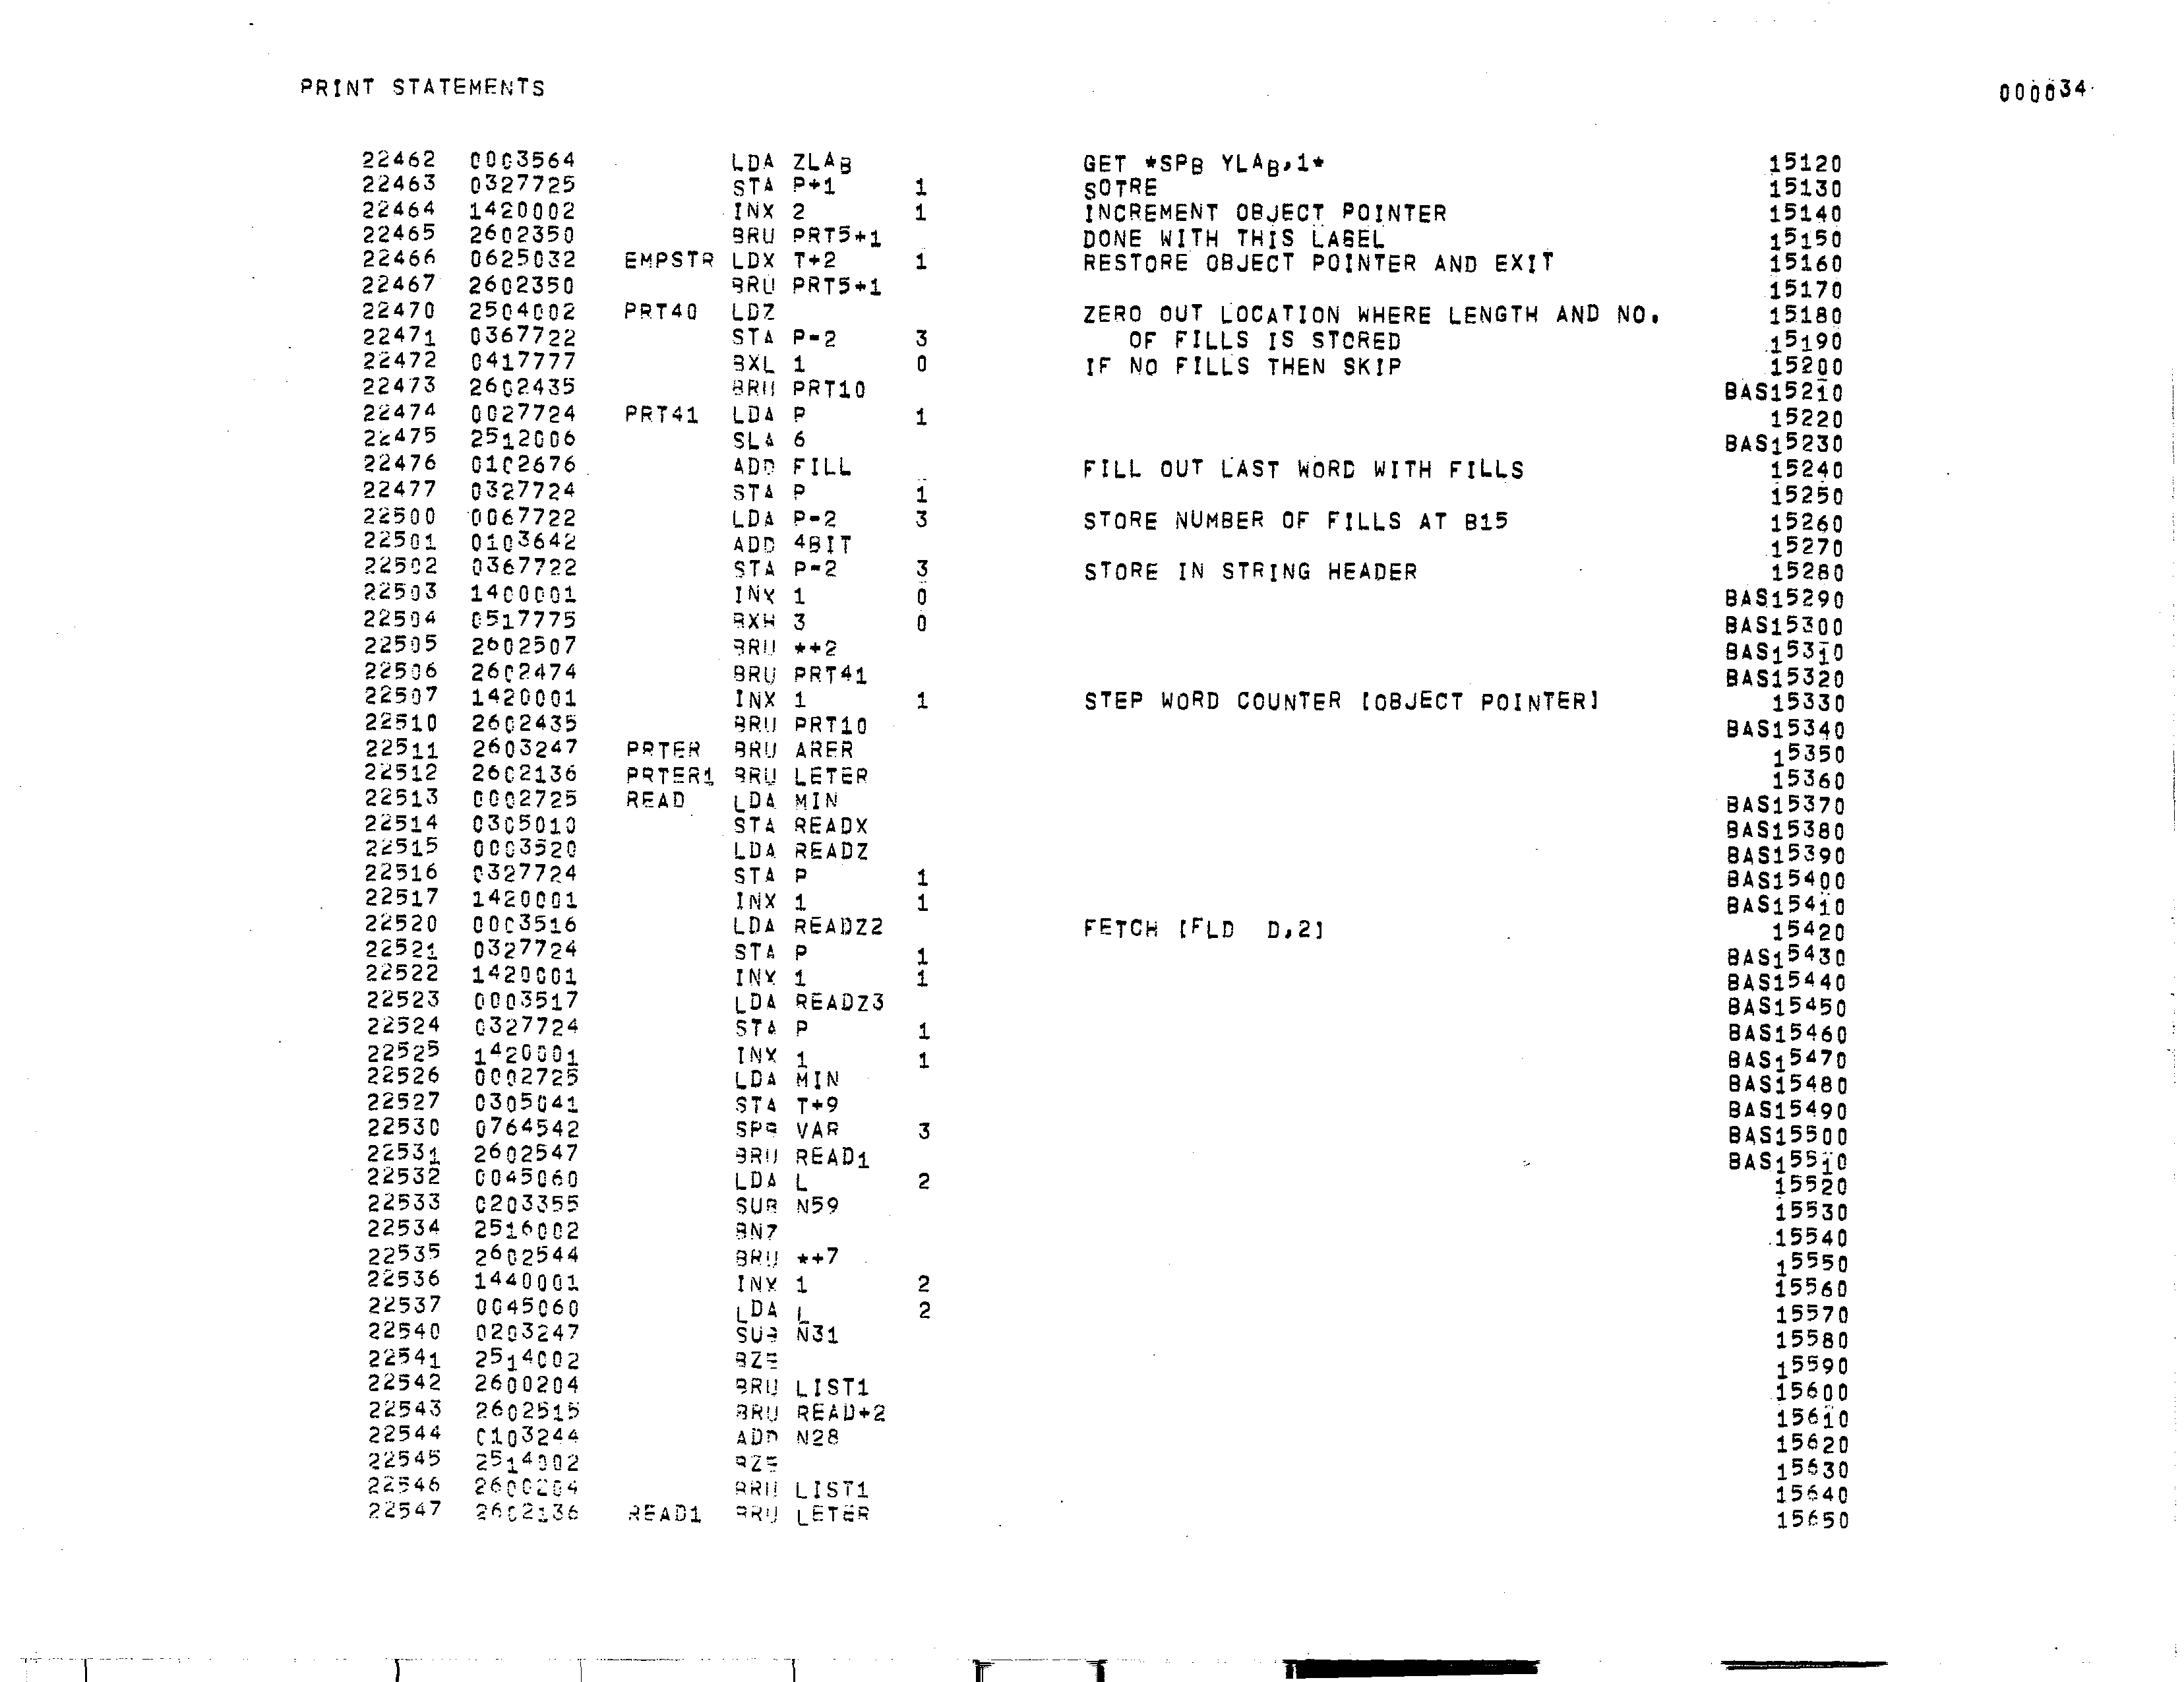 PRINT STATEMENTS 000034
22462 0003564 LDA ZLAB GET *SPB YLAB,1* 15120
22463 0327725 STA P+1 1 SOTRE 15130
22464 1420002 INX 2 1 INCREMENT OBJECT POINTER 15140
22465 2602350 BRU PRT5+1 DONE WITH THIS LABEL 15150
22466 0625032 EMPSTR LDX T+2 1 RESTORE OBJECT POINTER AND EXIT 15160
22467 2602350 BRU PRT5+1 15170
22470 2504002 PRT40 LDZ ZERO OUT LOCATION WHERE LENGTH AND NO. 15180
22471 0367722 STA P-2 3 OF FILLS IS STORED 15190
22472 0417777 BXL 1 0 IF NO FILLS THEN SKIP 15200
22473 2602435 BRU PRT10 BAS15210
22474 0027724 PRT41 LDA P 1 15220
22475 2512006 SLA 6 BAS15230
22476 0102676 ADD FILL FILL OUT LAST WORD WITH FILLS 15240
22477 0327724 STA P 1 15250
22500 0067722 LDA P-2 3 STORE NUMBER OF FILLS AT B15 15260
22501 0103642 ADD 4BIT 15270
22502 0367722 STA P-2 3 STORE IN STRING HEADER 15280
22503 1400001 INX 1 0 BAS15290
22504 0517775 BXH 3 0 BAS15300
22505 2602507 BRU *+2 BAS15310
22506 2602474 BRU PRT41 BAS15320
22507 1420001 INX 1 1 STEP WORD COUNTER [OBJECT POINTER] 15330
22510 2602435 BRU PRT10 BAS15340
22511 2603247 PRTER BRU ARER 15350
22512 2602136 PRTER1 BRU LETER 15360
22513 0002725 READ LDA MIN BAS15370
22514 0305010 STA READX BAS15380
22515 0003520 LDA READZ BAS15390
22516 0327724 STA P 1 BAS15400
22517 1420001 INX 1 1 BAS15410
22520 0003516 LDA READZ2 FETCH [FLD D,2] 15420
22521 0327724 STA P 1 BAS15430
22522 1420001 INX 1 1 BAS15440
22523 0003517 LDA READZ3 BAS15450
22524 0327724 STA P 1 BAS15460
22525 1420001 INX 1 1 BAS15470
22526 0002725 LDA MIN BAS15480
22527 0305041 STA T+9 BAS15490
22530 0764542 SPB VAR 3 BAS15500
22531 2602547 BRU READ1 BAS15510
22532 0045060 LDA L 2 15520
22533 0203355 SUB N59 15530
22534 2516002 BNZ 15540
22535 2602544 BRU *+7 15550
22536 1440001 INX 1 2 15560
22537 0045060 LDA L 2 15570
22540 0203247 SUB N31 15580
22541 2514002 BZE 15590
22542 2600204 BRU LIST1 15600
22543 2602515 BRU READ+2 15610
22544 0103244 ADD N28 15620
22545 2514002 BZE 15630
22546 2600204 BRU LIST1 15640
22547 2602136 READ1 BRU LETER 15650